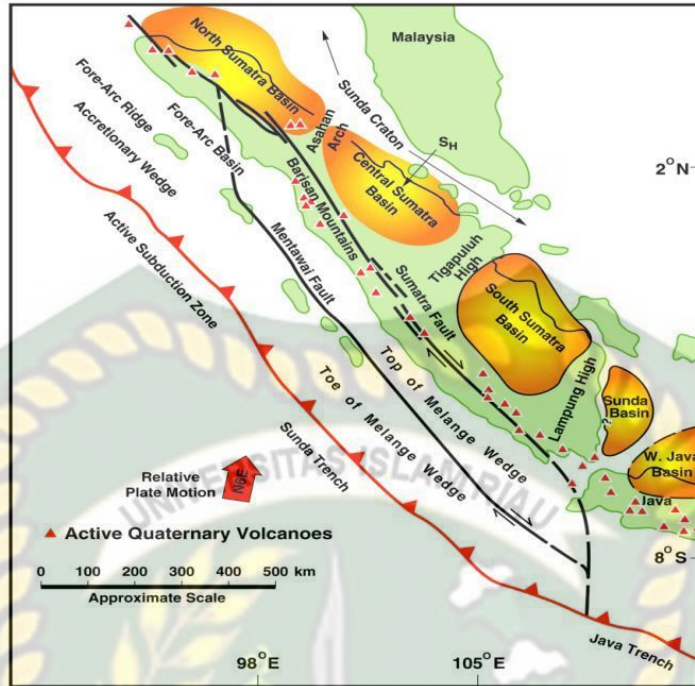 North Sumatra Basin
Malaysia
Sunda Craton
Fore-Arc Ridge
Accretionary Wedge
Fore-Arc Basin
Asahan
Arch
S_H
2°N
Central Sumatra
Basin
Barisan Mountains
Active Subduction Zone
Mentawai Fault
Tigapuluh
High
Sumatra Fault
South Sumatra
Basin
Lampung High
Sunda
Basin
?
Top of Melange Wedge
Toe of Melange Wedge
Sunda Trench
W. Java
Basin
Java
Relative
Plate Motion
N6E
UNIVERSITAS ISLAM RIAU
Active Quaternary Volcanoes
8°S
0 100 200 300 400 500 km
Approximate Scale
Java Trench
98°E
105°E